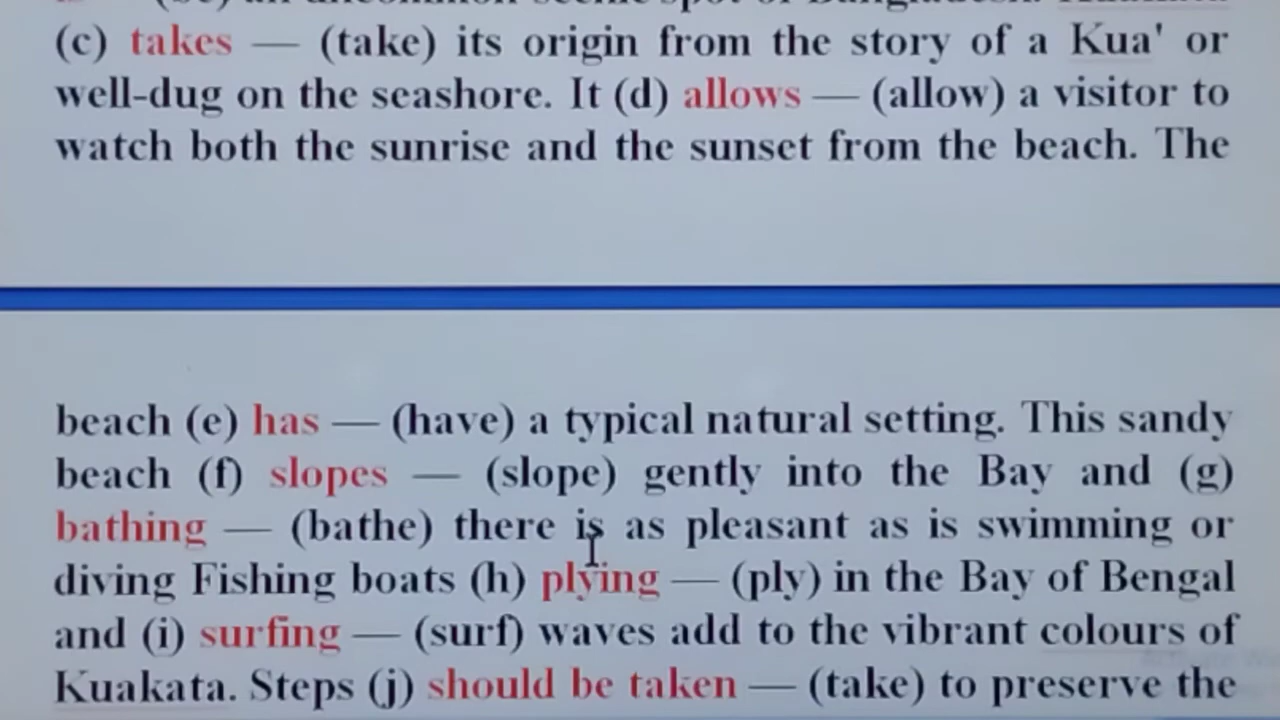 (c) takes — (take) its origin from the story of a Kua' or
well-dug on the seashore. It (d) allows — (allow) a visitor to
watch both the sunrise and the sunset from the beach. The
beach (e) has — (have) a typical natural setting. This sandy
beach (f) slopes — (slope) gently into the Bay and (g)
bathing — (bathe) there is as pleasant as is swimming or
diving Fishing boats (h) plying — (ply) in the Bay of Bengal
and (i) surfing — (surf) waves add to the vibrant colours of
Kuakata. Steps (j) should be taken — (take) to preserve the